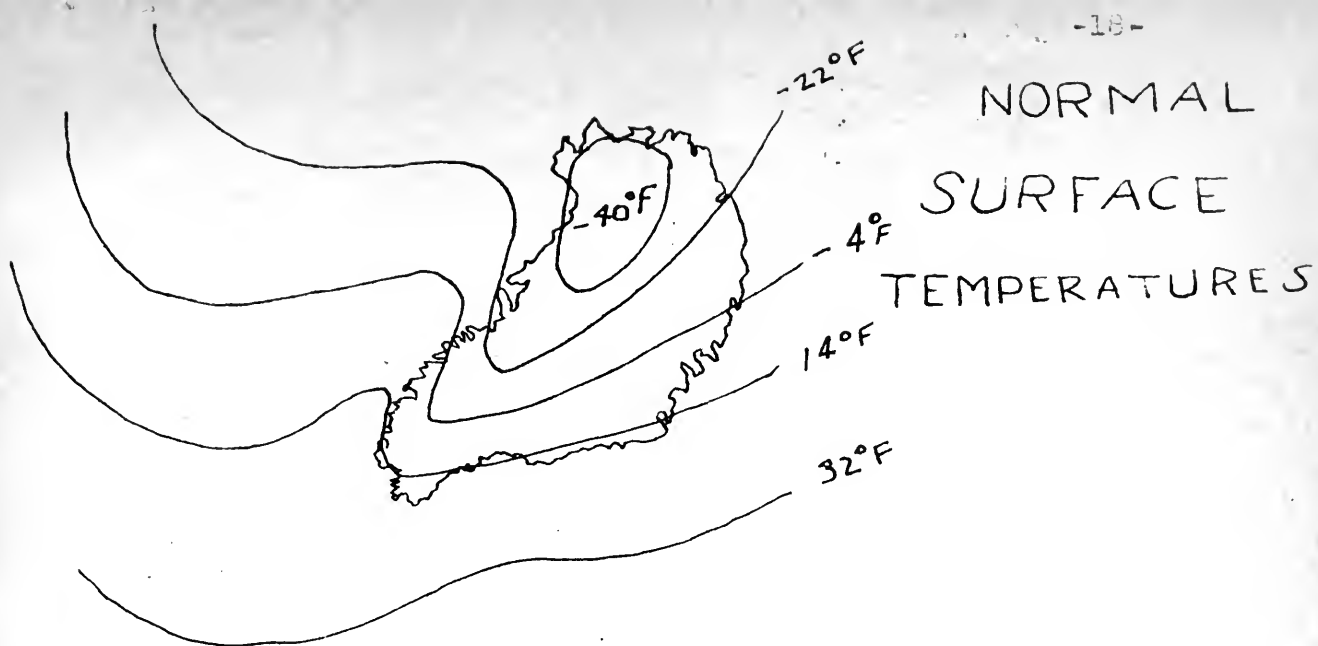 -18-
NORMAL
SURFACE
TEMPERATURES
-22°F
-40°F
-4°F
14°F
32°F